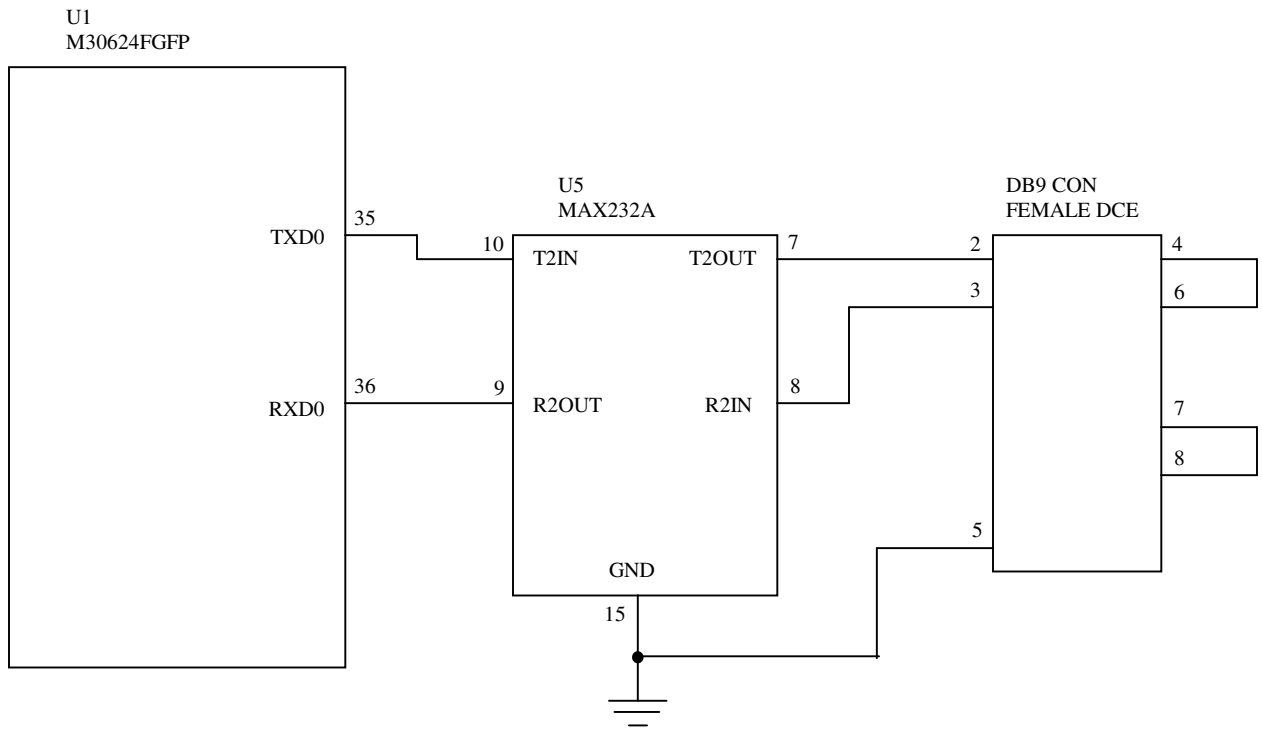 U1
M30624FGFP
U5
MAX232A
DB9 CON
FEMALE DCE
TXD0
35
10
T2IN
T2OUT
7
2
4
3
6
RXD0
36
9
R2OUT
R2IN
8
7
8
5
GND
15